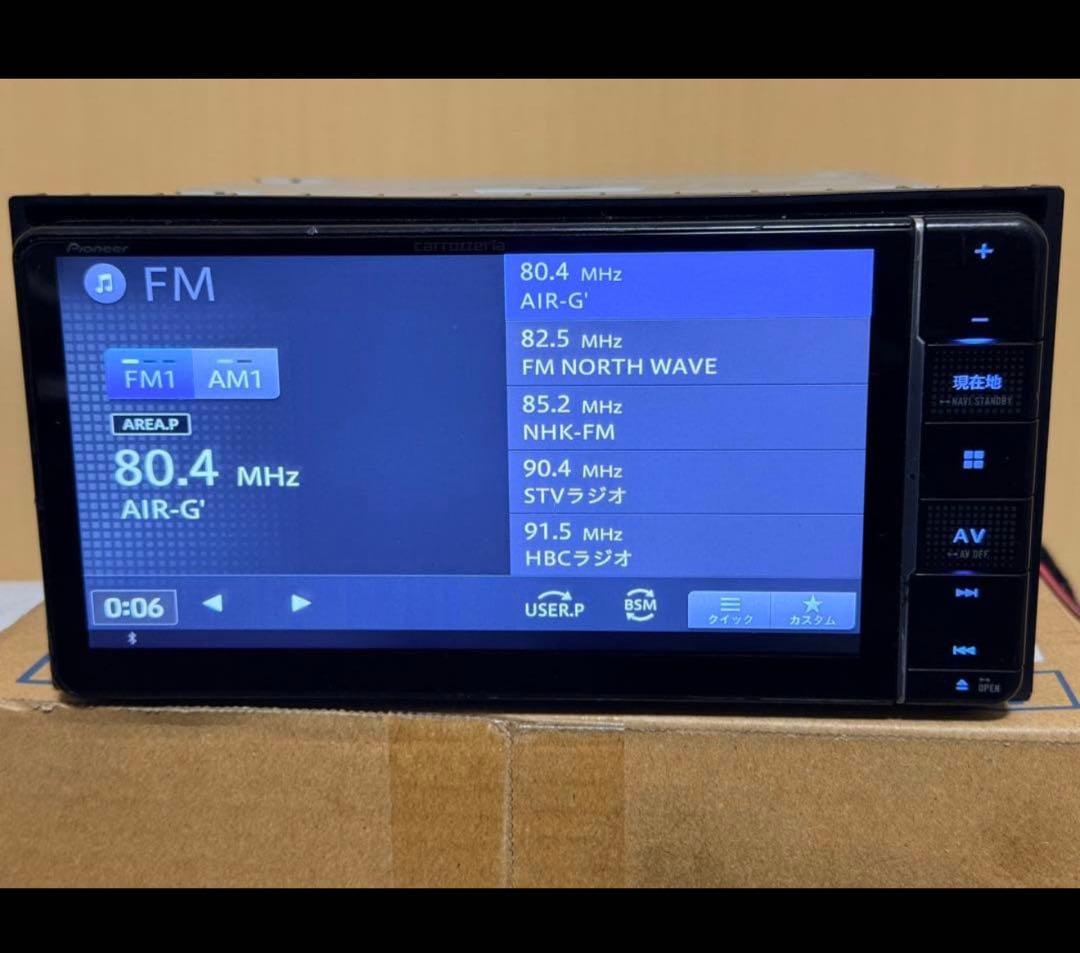 Pioneer
carrozzeria
FM
FM1 AM1
AREA.P
80.4 MHz
AIR-G'
80.4 MHz
AIR-G'
82.5 MHz
FM NORTH WAVE
85.2 MHz
NHK-FM
90.4 MHz
STVラジオ
91.5 MHz
HBCラジオ
0:06
USER.P
BSM
クイック
カスタム
+
−
現在地
NAVI STANDBY
AV
AV OFF
OPEN